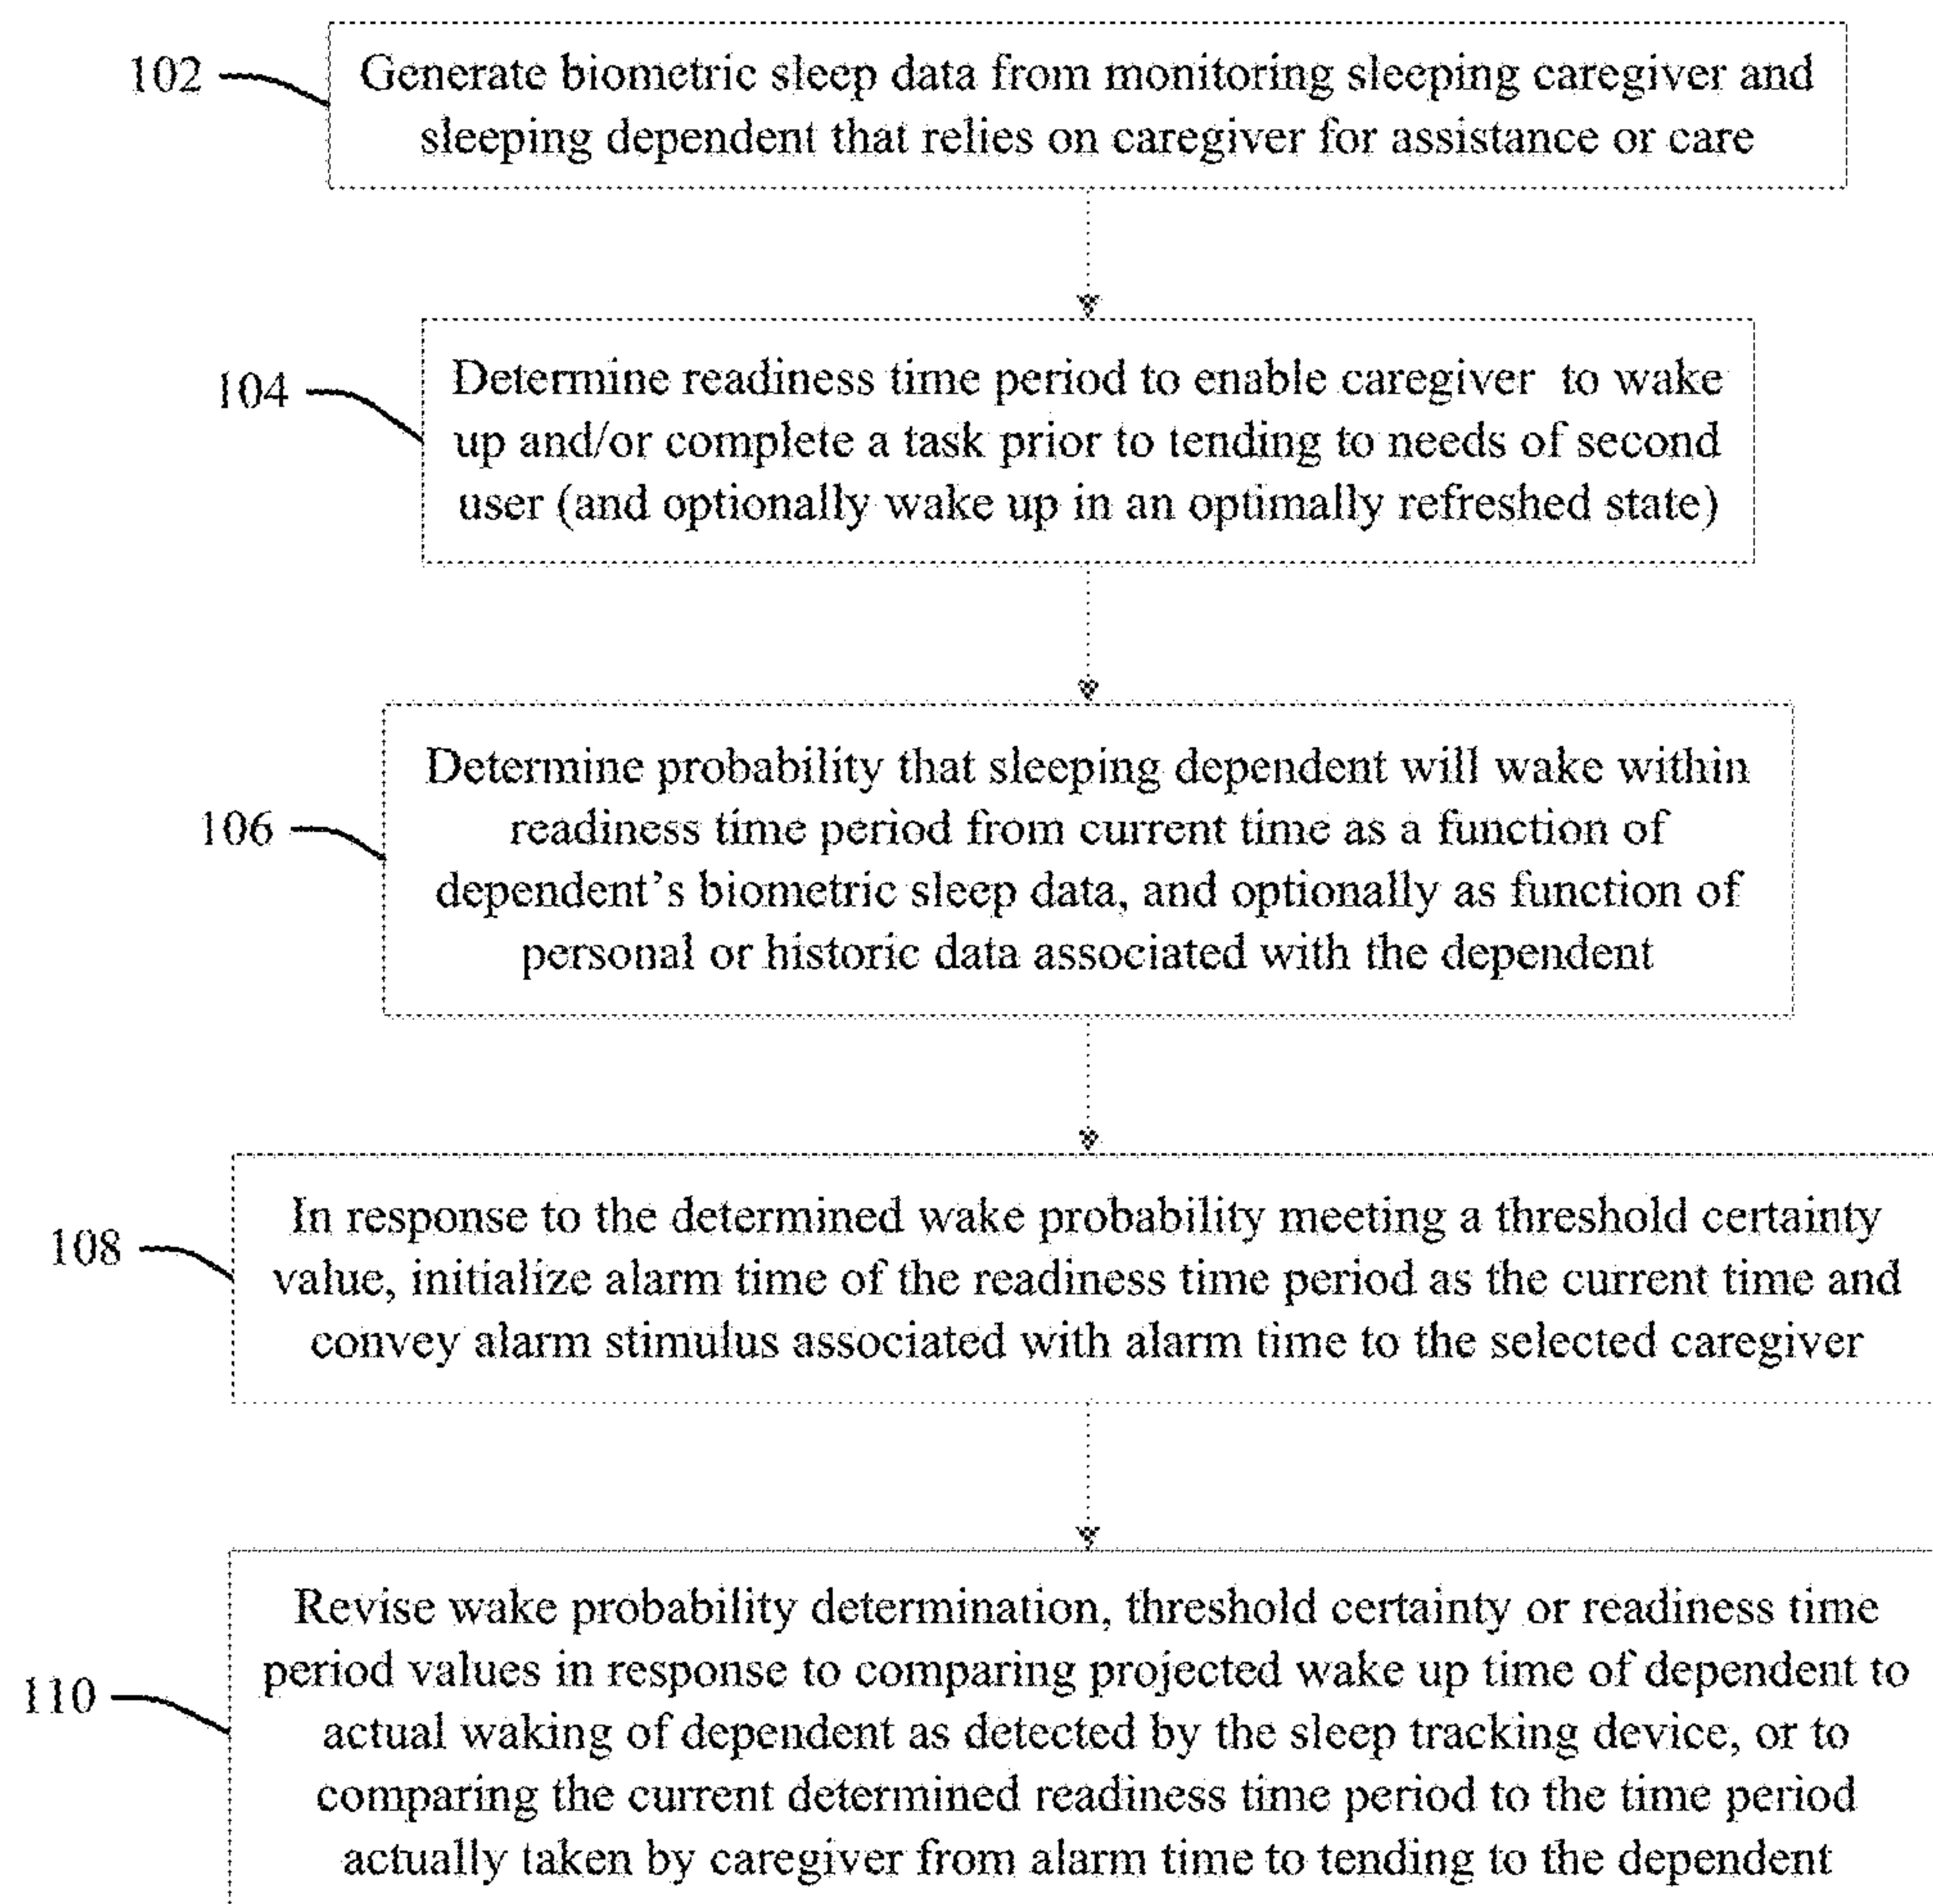 102
Generate biometric sleep data from monitoring sleeping caregiver and
sleeping dependent that relies on caregiver for assistance or care
104
Determine readiness time period to enable caregiver to wake
up and/or complete a task prior to tending to needs of second
user (and optionally wake up in an optimally refreshed state)
106
Determine probability that sleeping dependent will wake within
readiness time period from current time as a function of
dependent's biometric sleep data, and optionally as function of
personal or historic data associated with the dependent
108
In response to the determined wake probability meeting a threshold certainty
value, initialize alarm time of the readiness time period as the current time and
convey alarm stimulus associated with alarm time to the selected caregiver
110
Revise wake probability determination, threshold certainty or readiness time
period values in response to comparing projected wake up time of dependent to
actual waking of dependent as detected by the sleep tracking device, or to
comparing the current determined readiness time period to the time period
actually taken by caregiver from alarm time to tending to the dependent